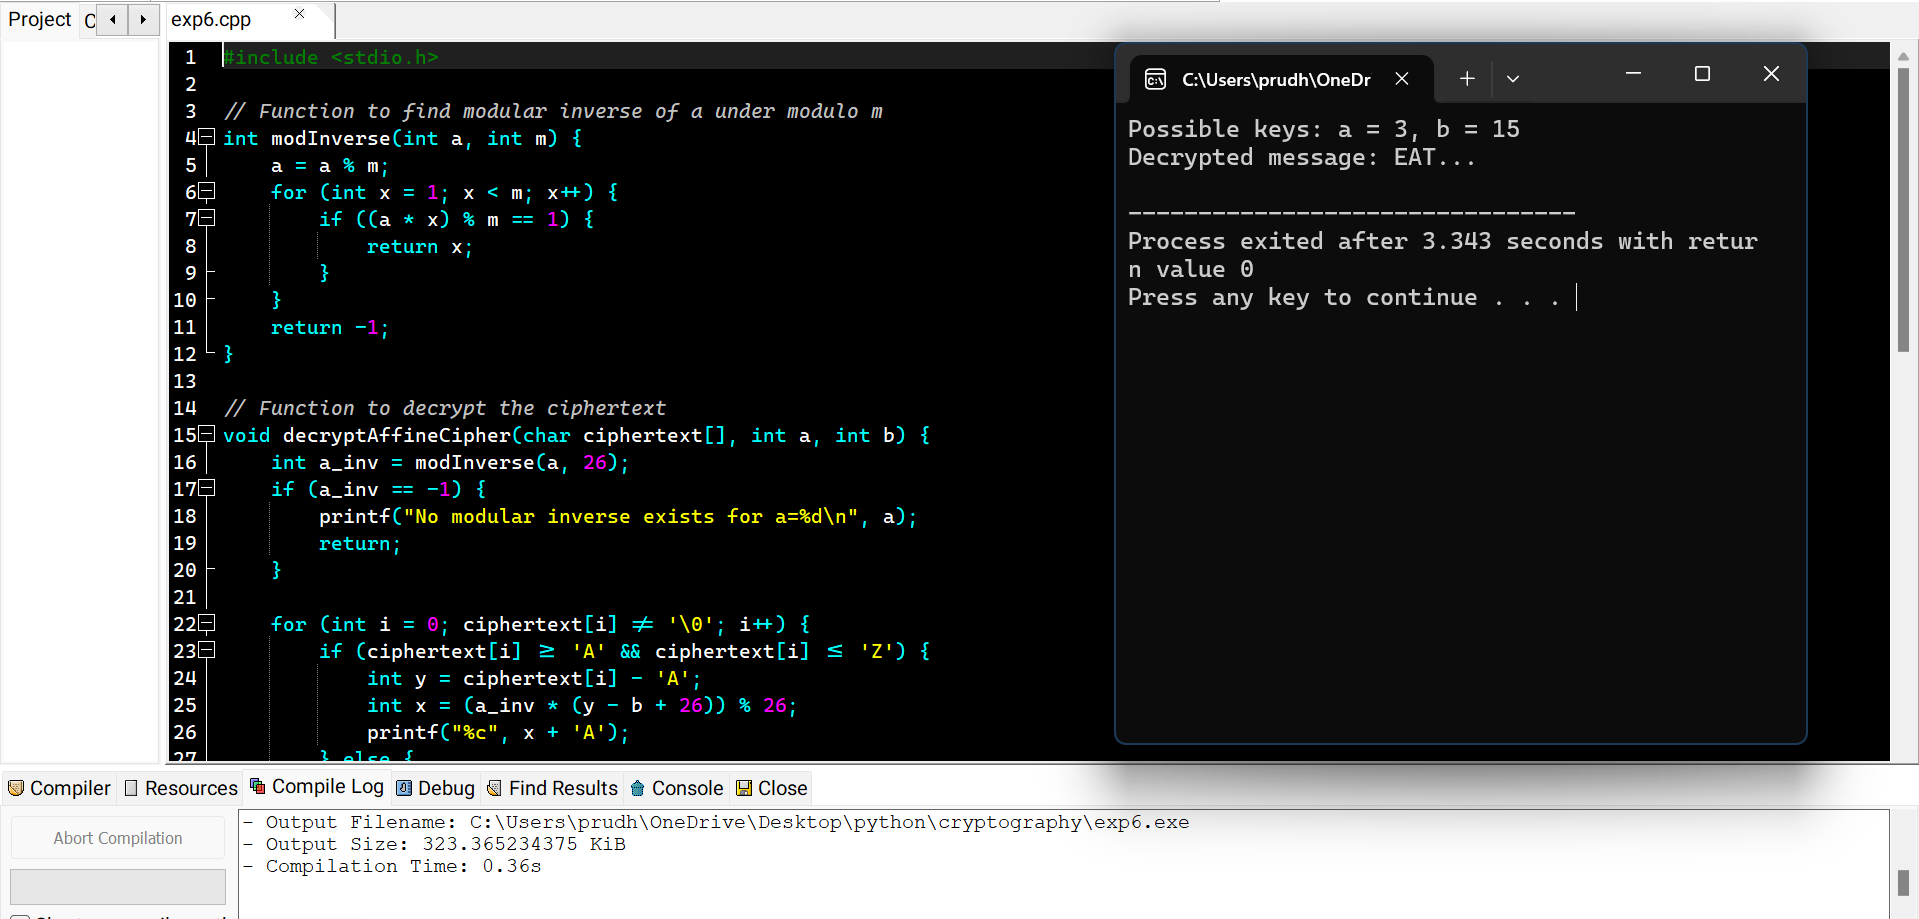 Project C
exp6.cpp
1 #include <stdio.h>
2
3 // Function to find modular inverse of a under modulo m
4 int modInverse(int a, int m) {
5 a = a % m;
6 for (int x = 1; x < m; x++) {
7 if ((a * x) % m == 1) {
8 return x;
9 }
10 }
11 return -1;
12 }
13
14 // Function to decrypt the ciphertext
15 void decryptAffineCipher(char ciphertext[], int a, int b) {
16 int a_inv = modInverse(a, 26);
17 if (a_inv == -1) {
18 printf("No modular inverse exists for a=%d\n", a);
19 return;
20 }
21
22 for (int i = 0; ciphertext[i] ≠ '\0'; i++) {
23 if (ciphertext[i] ≥ 'A' && ciphertext[i] ≤ 'Z') {
24 int y = ciphertext[i] - 'A';
25 int x = (a_inv * (y - b + 26)) % 26;
26 printf("%c", x + 'A');
27 } else {
C:\Users\prudh\OneDr
Possible keys: a = 3, b = 15
Decrypted message: EAT...
--------------------------------
Process exited after 3.343 seconds with retur
n value 0
Press any key to continue . . .
Compiler Resources Compile Log Debug Find Results Console Close
Abort Compilation
- Output Filename: C:\Users\prudh\OneDrive\Desktop\python\cryptography\exp6.exe
- Output Size: 323.365234375 KiB
- Compilation Time: 0.36s